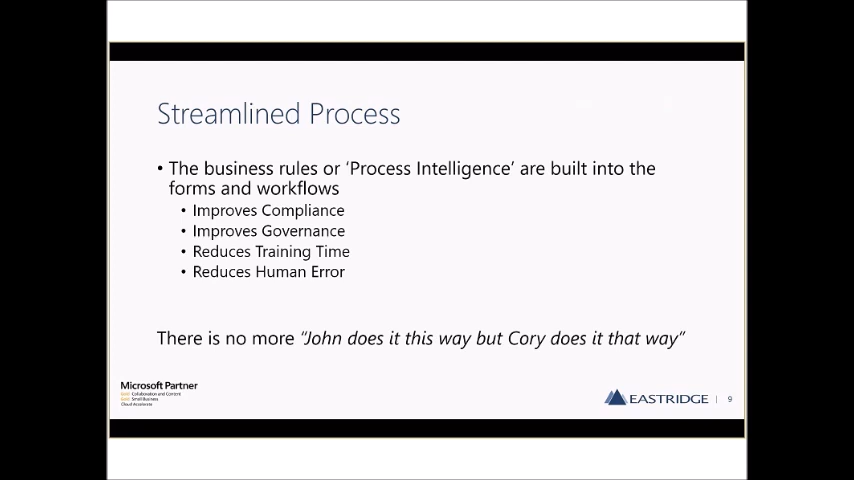 Streamlined Process
• The business rules or ‘Process Intelligence’ are built into the
forms and workflows
• Improves Compliance
• Improves Governance
• Reduces Training Time
• Reduces Human Error
There is no more “John does it this way but Cory does it that way”
Microsoft Partner
Gold Collaboration and Content
Gold Small Business
Cloud Accelerate
EASTRIDGE | 9